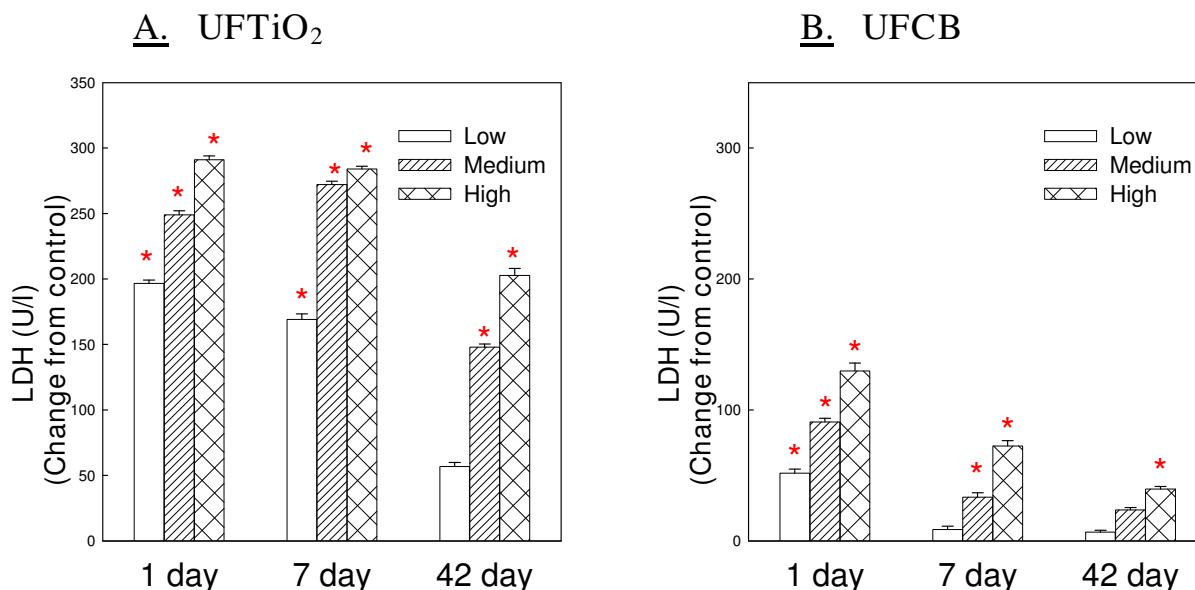 A. UFTiO₂
350
300
250
200
150
100
50
0
LDH (U/l)
(Change from control)
* * * * * * * *
Low
Medium
High
1 day 7 day 42 day
B. UFCB
300
200
100
0
LDH (U/l)
(Change from control)
* * * * * *
Low
Medium
High
1 day 7 day 42 day